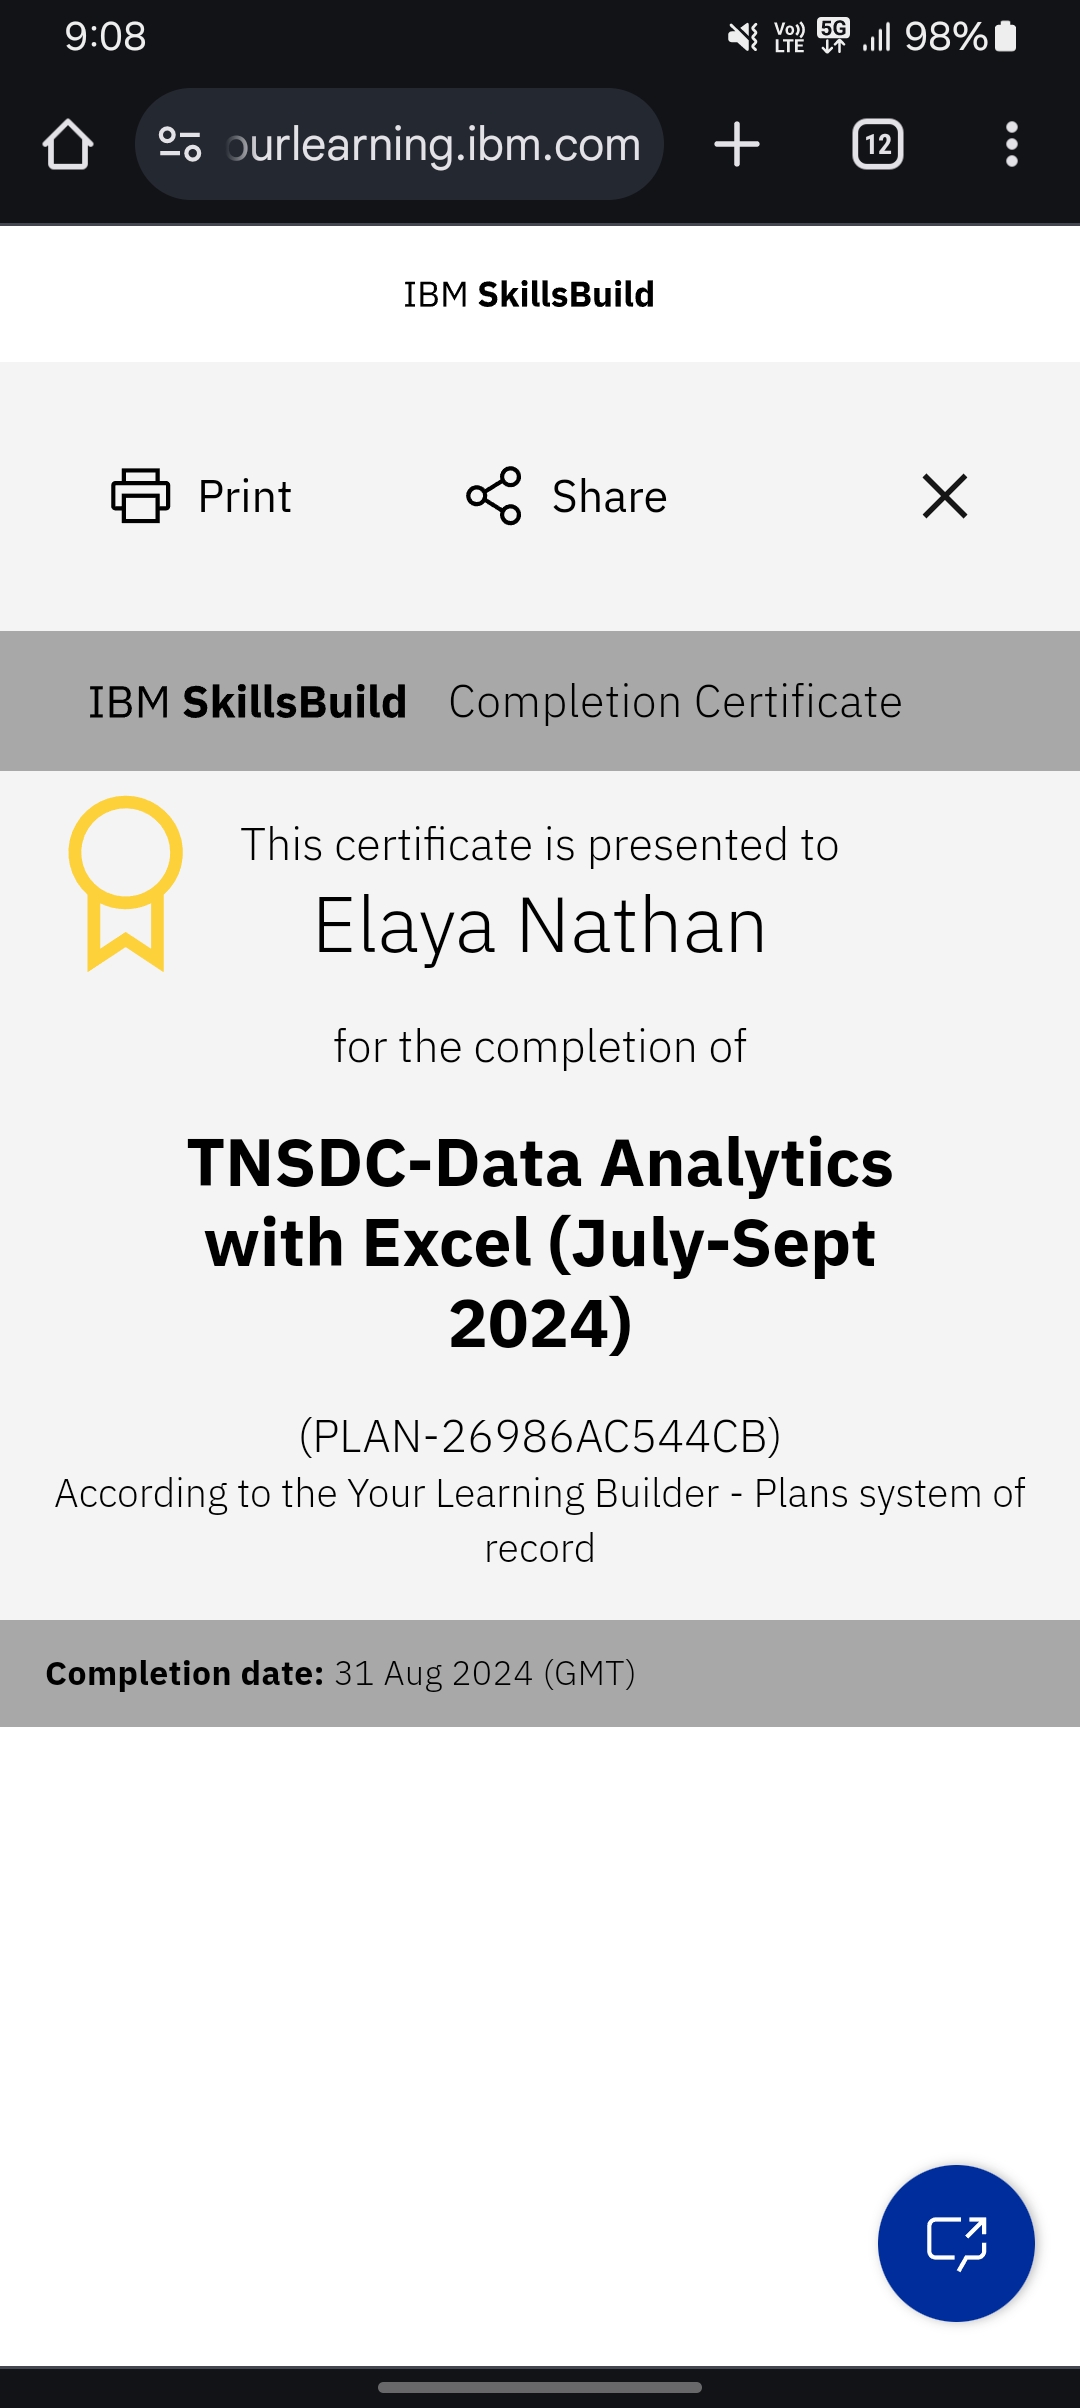 9:08
Vo))
LTE
5G
98%
ourlearning.ibm.com
12
IBM SkillsBuild
Print
Share
IBM SkillsBuild Completion Certificate
This certificate is presented to
Elaya Nathan
for the completion of
TNSDC-Data Analytics
with Excel (July-Sept
2024)
(PLAN-26986AC544CB)
According to the Your Learning Builder - Plans system of
record
Completion date: 31 Aug 2024 (GMT)